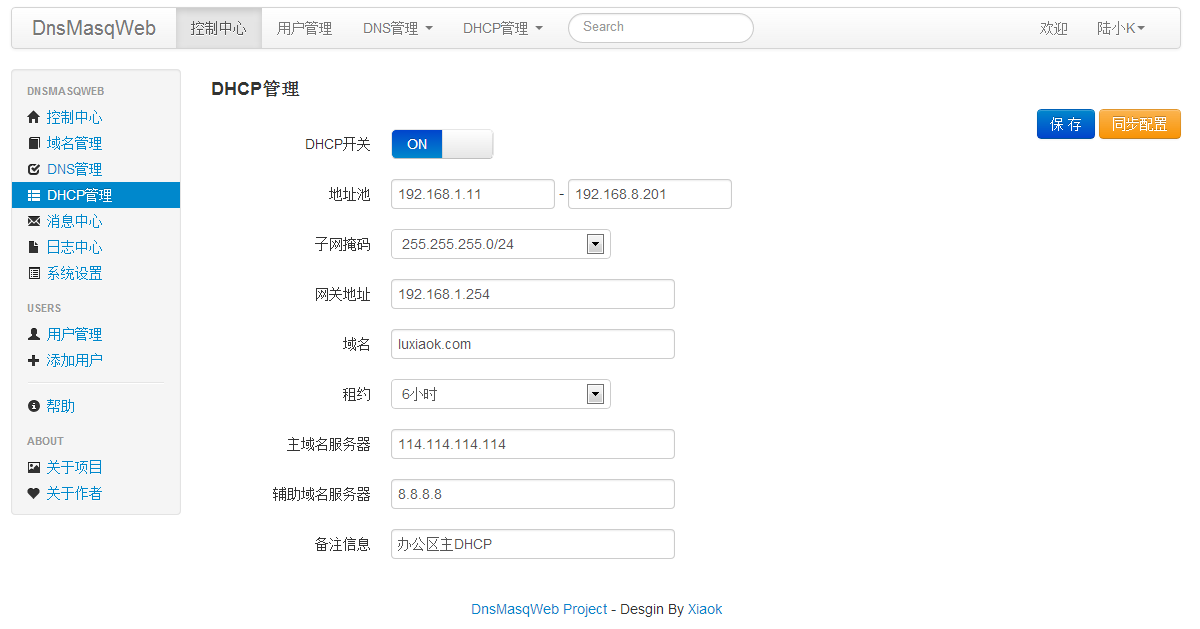 DnsMasqWeb 控制中心 用户管理 DNS管理 DHCP管理 Search 欢迎 陆小K
DNSMASQWEB
控制中心
域名管理
DNS管理
DHCP管理
消息中心
日志中心
系统设置
USERS
用户管理
添加用户
帮助
ABOUT
关于项目
关于作者
DHCP管理
保 存 同步配置
DHCP开关 ON
地址池 192.168.1.11 - 192.168.8.201
子网掩码 255.255.255.0/24
网关地址 192.168.1.254
域名 luxiaok.com
租约 6小时
主域名服务器 114.114.114.114
辅助域名服务器 8.8.8.8
备注信息 办公区主DHCP
DnsMasqWeb Project - Desgin By Xiaok